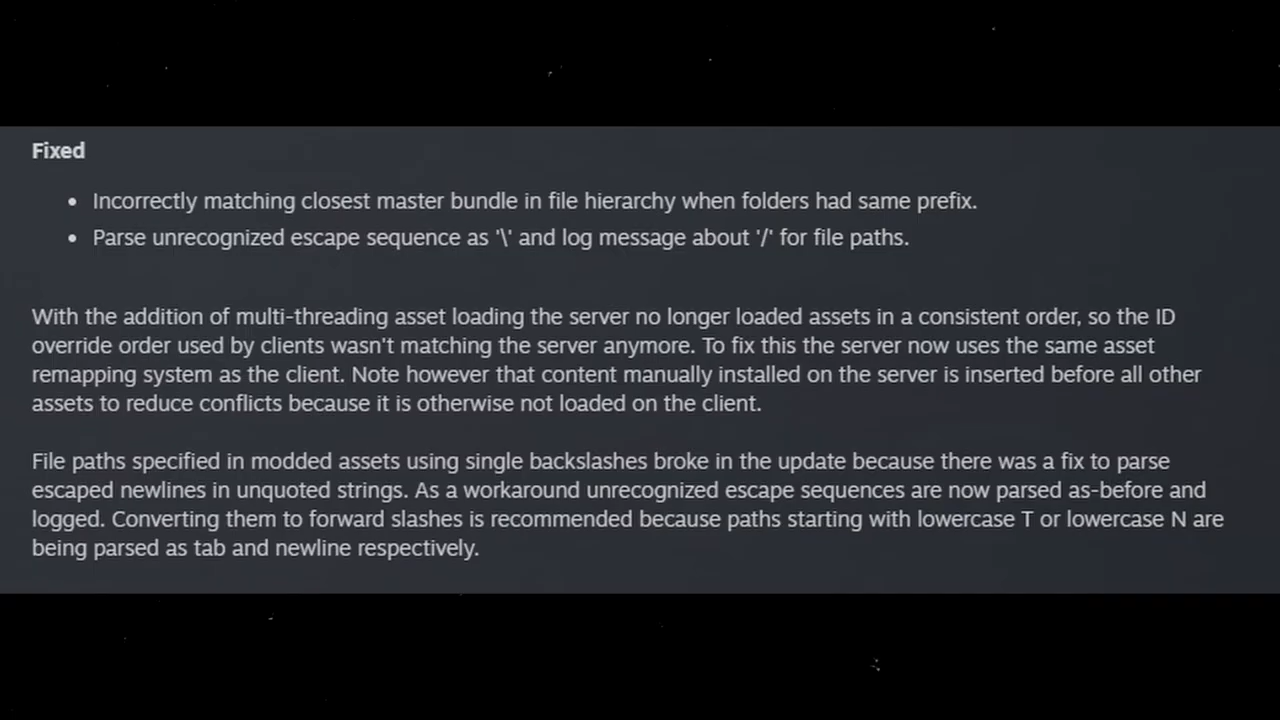 Fixed
• Incorrectly matching closest master bundle in file hierarchy when folders had same prefix.
• Parse unrecognized escape sequence as '\' and log message about '/' for file paths.
With the addition of multi-threading asset loading the server no longer loaded assets in a consistent order, so the ID
override order used by clients wasn't matching the server anymore. To fix this the server now uses the same asset
remapping system as the client. Note however that content manually installed on the server is inserted before all other
assets to reduce conflicts because it is otherwise not loaded on the client.
File paths specified in modded assets using single backslashes broke in the update because there was a fix to parse
escaped newlines in unquoted strings. As a workaround unrecognized escape sequences are now parsed as-before and
logged. Converting them to forward slashes is recommended because paths starting with lowercase T or lowercase N are
being parsed as tab and newline respectively.